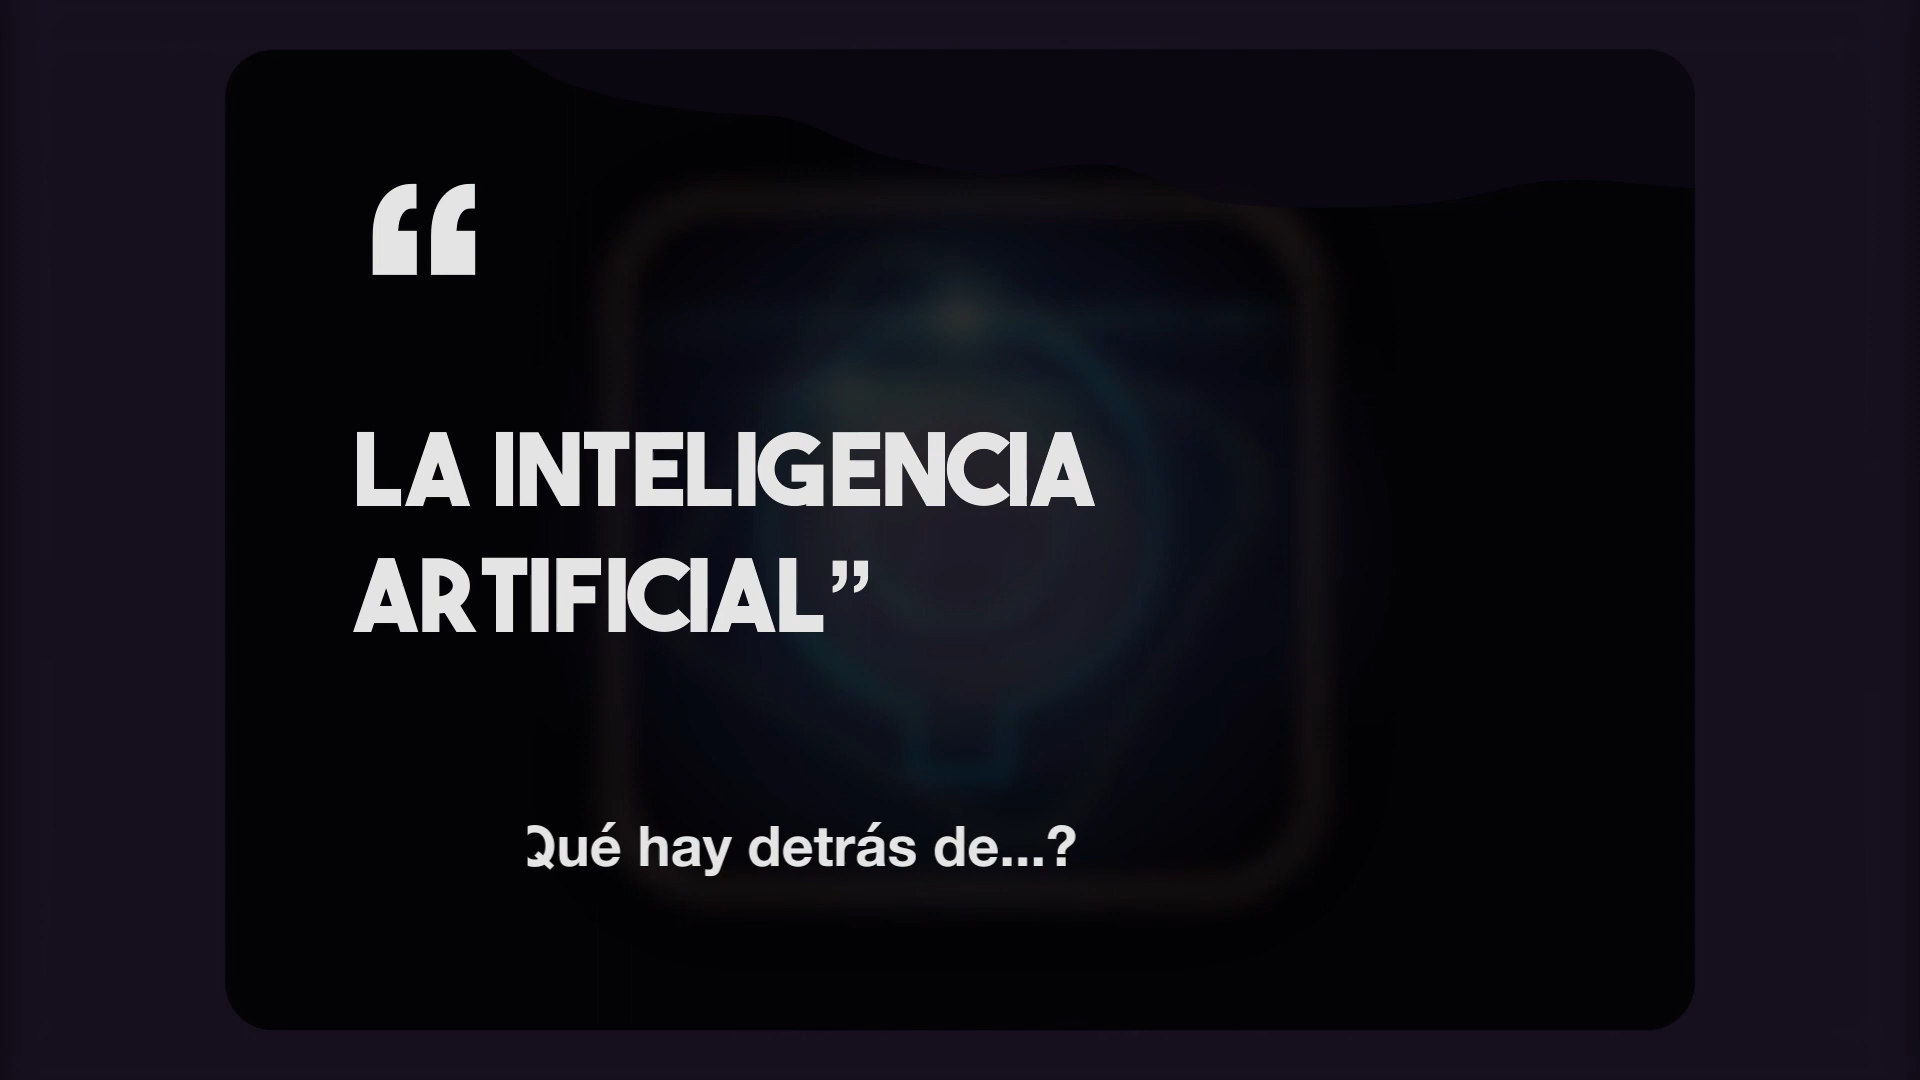 “
LA INTELIGENCIA
ARTIFICIAL”
Qué hay detrás de...?